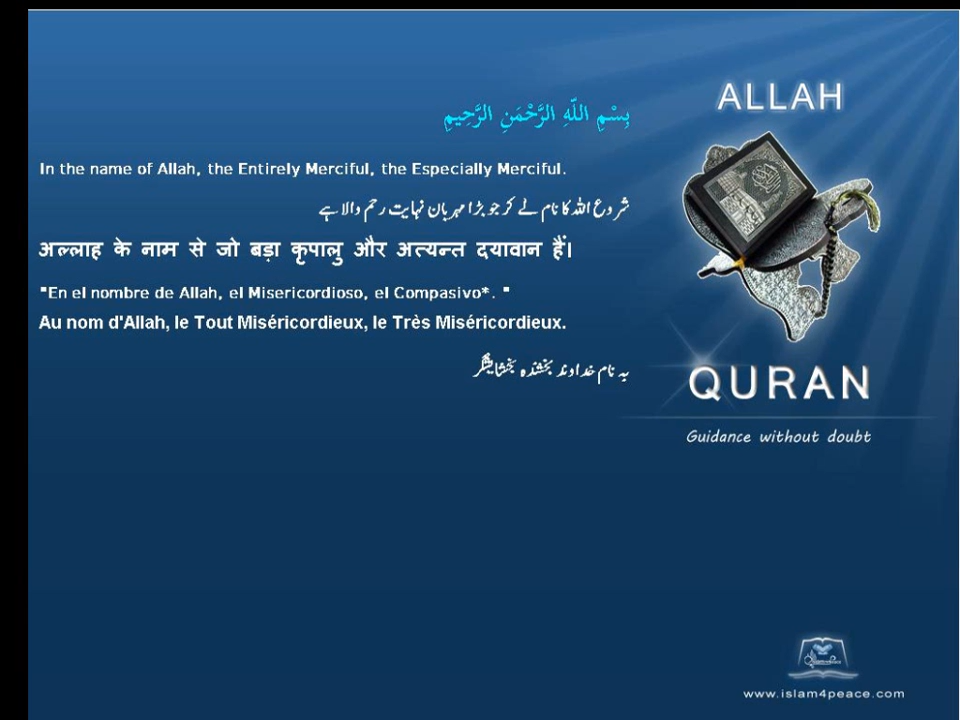 بِسْمِ اللّهِ الرَّحْمَنِ الرَّحِيمِ
In the name of Allah, the Entirely Merciful, the Especially Merciful.
شروع اللہ کا نام لے کر جو بڑا مہربان نہایت رحم والا ہے
अल्लाह के नाम से जो बड़ा कृपालु और अत्यन्त दयावान हैं।
"En el nombre de Allah, el Misericordioso, el Compasivo*. "
Au nom d'Allah, le Tout Miséricordieux, le Très Miséricordieux.
به نام خداوند بخشنده بخشایشگر
ALLAH
QURAN
Guidance without doubt
www.islam4peace.com